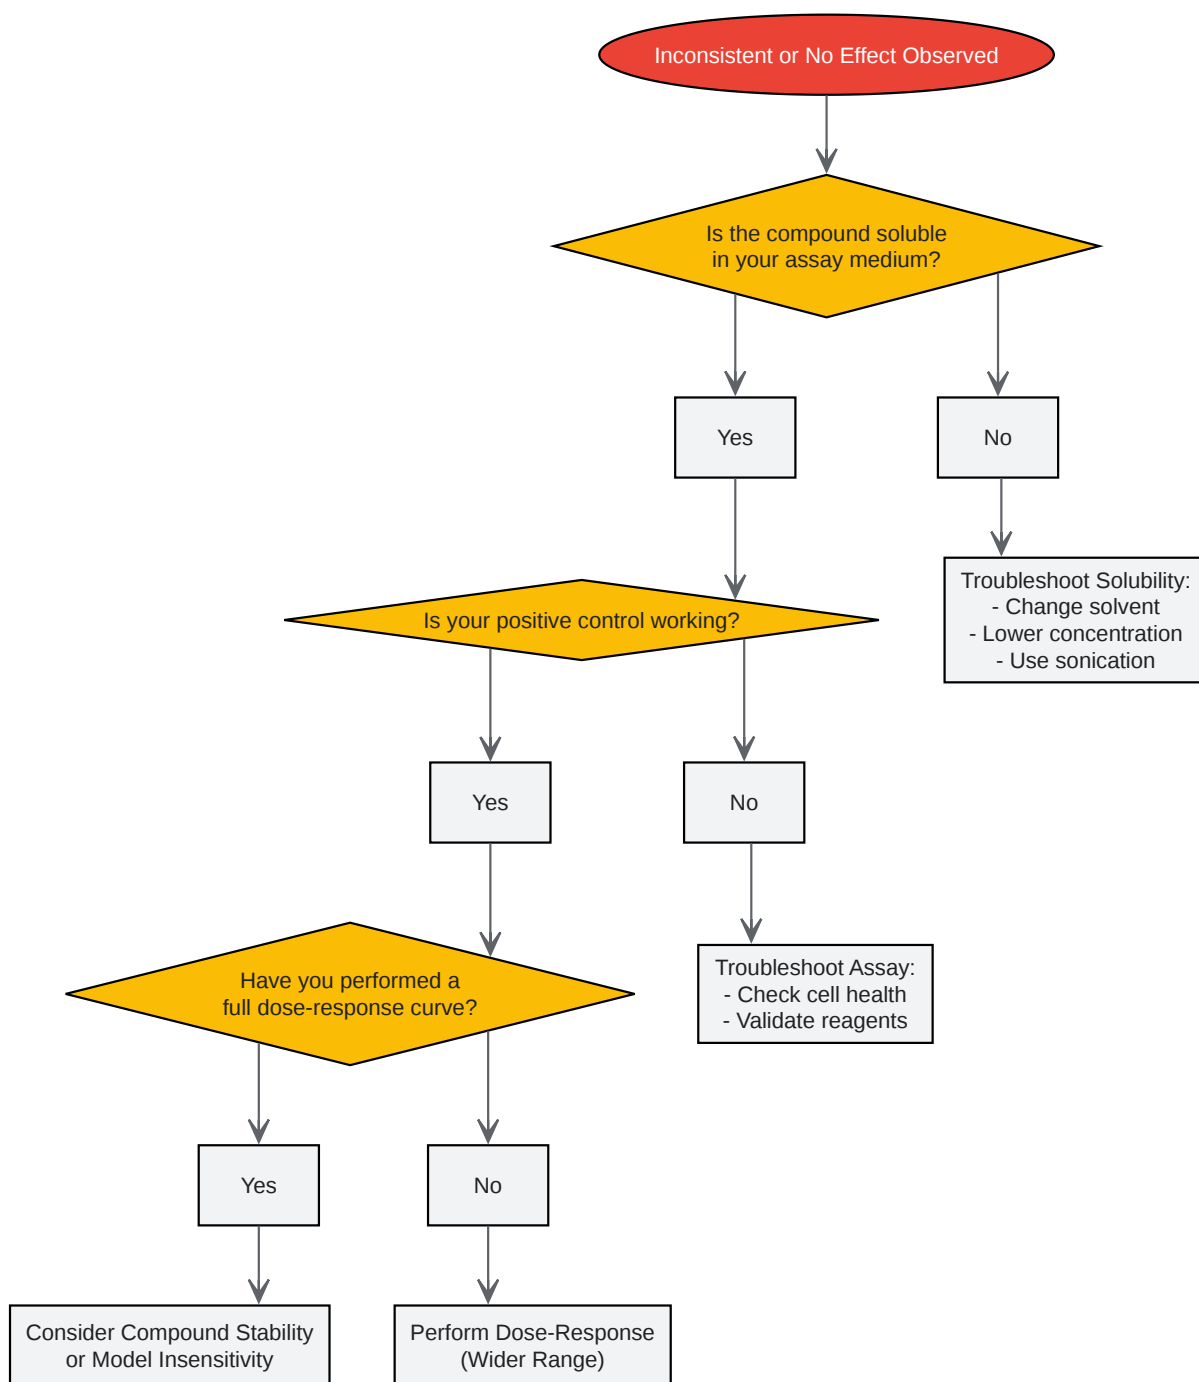 Inconsistent or No Effect Observed
Is the compound soluble
in your assay medium?
Yes
No
Troubleshoot Solubility:
- Change solvent
- Lower concentration
- Use sonication
Is your positive control working?
Yes
No
Troubleshoot Assay:
- Check cell health
- Validate reagents
Have you performed a
full dose-response curve?
Yes
No
Consider Compound Stability
or Model Insensitivity
Perform Dose-Response
(Wider Range)